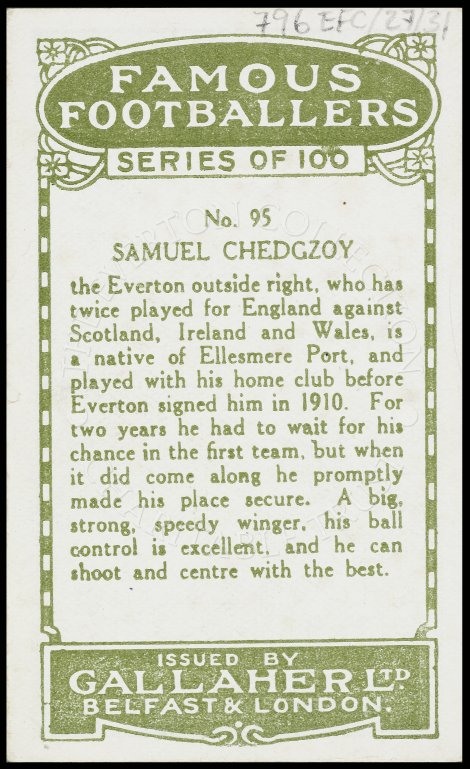 796 EFC/27/31
FAMOUS
FOOTBALLERS
SERIES OF 100
No. 95
SAMUEL CHEDGZOY
the Everton outside right, who has
twice played for England against
Scotland, Ireland and Wales, is
a native of Ellesmere Port, and
played with his home club before
Everton signed him in 1910. For
two years he had to wait for his
chance in the first team, but when
it did come along he promptly
made his place secure. A big,
strong, speedy winger, his ball
control is excellent, and he can
shoot and centre with the best.
ISSUED BY
GALLAHER LTD.
BELFAST & LONDON.
EVERTON COLLECTION
CHARITABLE